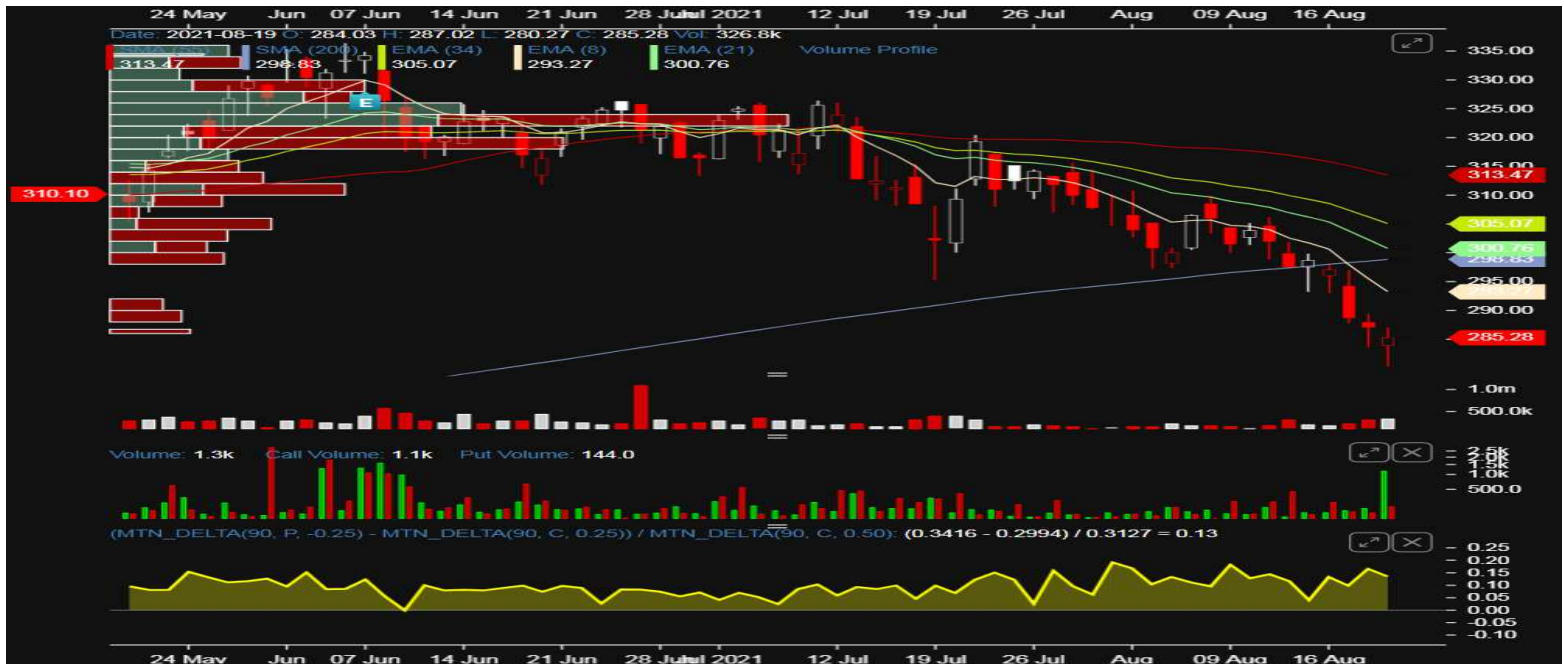 24 May Jun 07 Jun 14 Jun 21 Jun 28 Jun Jul 2021 12 Jul 19 Jul 26 Jul Aug 09 Aug 16 Aug
Date: 2021-08-19 O: 284.03 H: 287.02 L: 280.27 C: 285.28 Vol: 326.8k
SMA (55) SMA (200) EMA (34) EMA (8) EMA (21) Volume Profile
313.47 298.83 305.07 293.27 300.76
335.00
330.00
E
325.00
320.00
315.00
313.47
310.10
310.00
305.07
300.76
298.83
295.00
293.27
290.00
285.28
1.0m
500.0k
Volume: 1.3k Call Volume: 1.1k Put Volume: 144.0
2.5k
2.0k
1.5k
1.0k
500.0
(MTN_DELTA(90, P, -0.25) - MTN_DELTA(90, C, 0.25)) / MTN_DELTA(90, C, 0.50): (0.3416 - 0.2994) / 0.3127 = 0.13
0.25
0.20
0.15
0.10
0.05
0.00
-0.05
-0.10
24 May Jun 07 Jun 14 Jun 21 Jun 28 Jun Jul 2021 12 Jul 19 Jul 26 Jul Aug 09 Aug 16 Aug